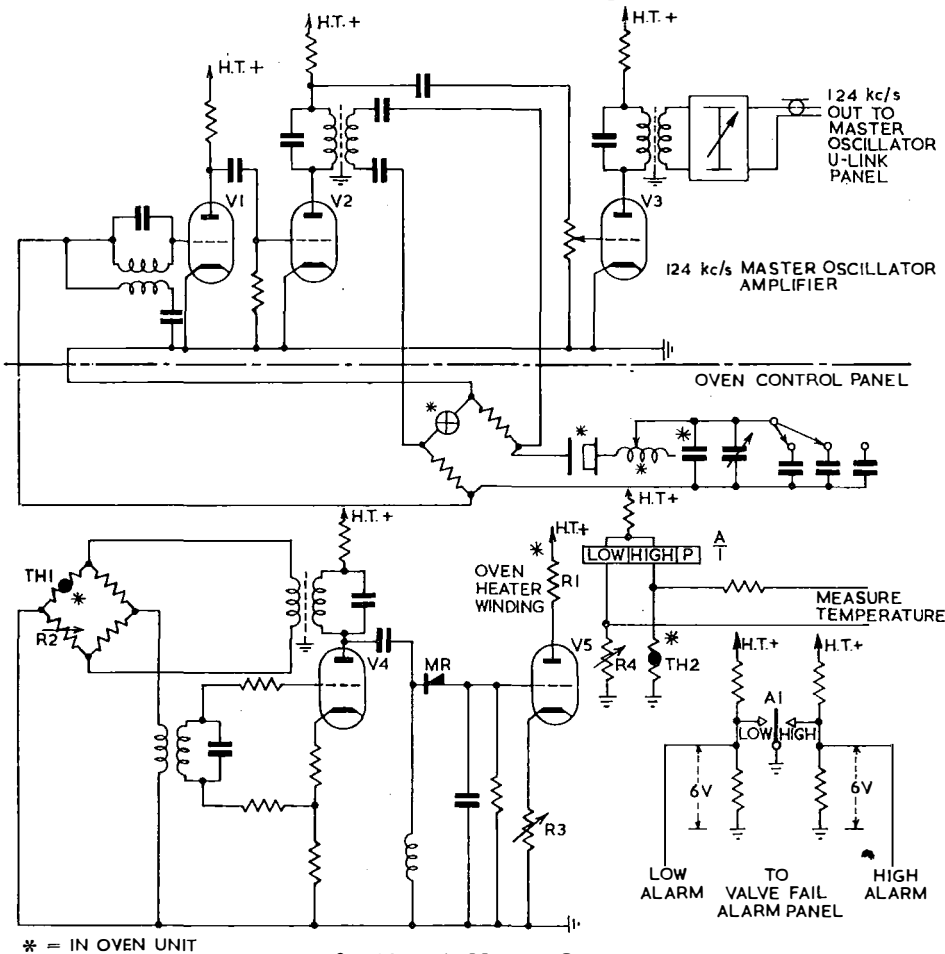 H.T.+
H.T.+
H.T.+
124 kc/s
OUT TO
MASTER
OSCILLATOR
U-LINK
PANEL
V1
V2
V3
124 kc/s MASTER OSCILLATOR
AMPLIFIER
OVEN CONTROL PANEL
*
*
*
*
H.T.+
H.T.+
H.T.+
A
1
LOW HIGH P
TH1
*
R2
OVEN
HEATER
WINDING
*
R1
MEASURE
TEMPERATURE
V4
MR
V5
R4
*
TH2
H.T.+
H.T.+
A1
LOW HIGH
6V
6V
R3
LOW
ALARM
TO
VALVE FAIL
ALARM PANEL
HIGH
ALARM
* = IN OVEN UNIT